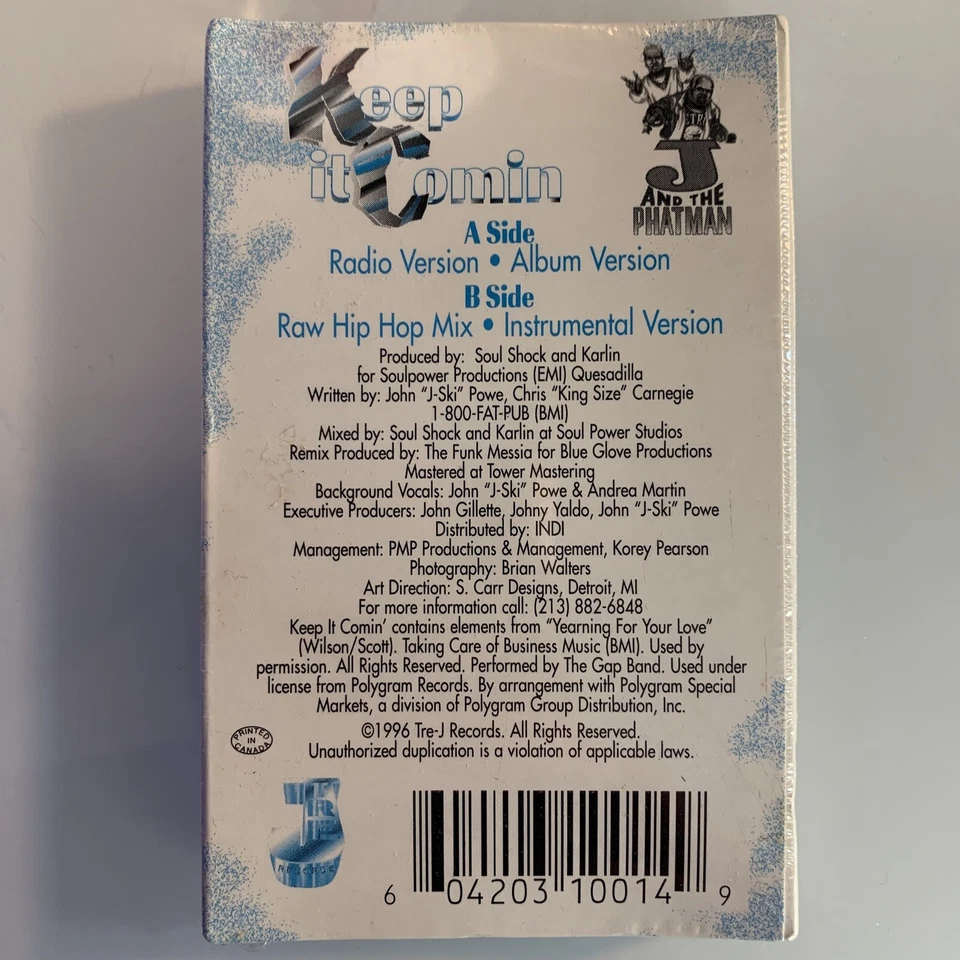 Keep
it Comin
J
AND THE
PHATMAN
A Side
Radio Version • Album Version
B Side
Raw Hip Hop Mix • Instrumental Version
Produced by: Soul Shock and Karlin
for Soulpower Productions (EMI) Quesadilla
Written by: John “J-Ski” Powe, Chris “King Size” Carnegie
1-800-FAT-PUB (BMI)
Mixed by: Soul Shock and Karlin at Soul Power Studios
Remix Produced by: The Funk Messia for Blue Glove Productions
Mastered at Tower Mastering
Background Vocals: John “J-Ski” Powe & Andrea Martin
Executive Producers: John Gillette, Johny Yaldo, John “J-Ski” Powe
Distributed by: INDI
Management: PMP Productions & Management, Korey Pearson
Photography: Brian Walters
Art Direction: S. Carr Designs, Detroit, MI
For more information call: (213) 882-6848
Keep It Comin’ contains elements from “Yearning For Your Love”
(Wilson/Scott). Taking Care of Business Music (BMI). Used by
permission. All Rights Reserved. Performed by The Gap Band. Used under
license from Polygram Records. By arrangement with Polygram Special
Markets, a division of Polygram Group Distribution, Inc.
©1996 Tre-J Records. All Rights Reserved.
Unauthorized duplication is a violation of applicable laws.
PRINTED
IN
CANADA
RECORDS
6 04203 10014 9